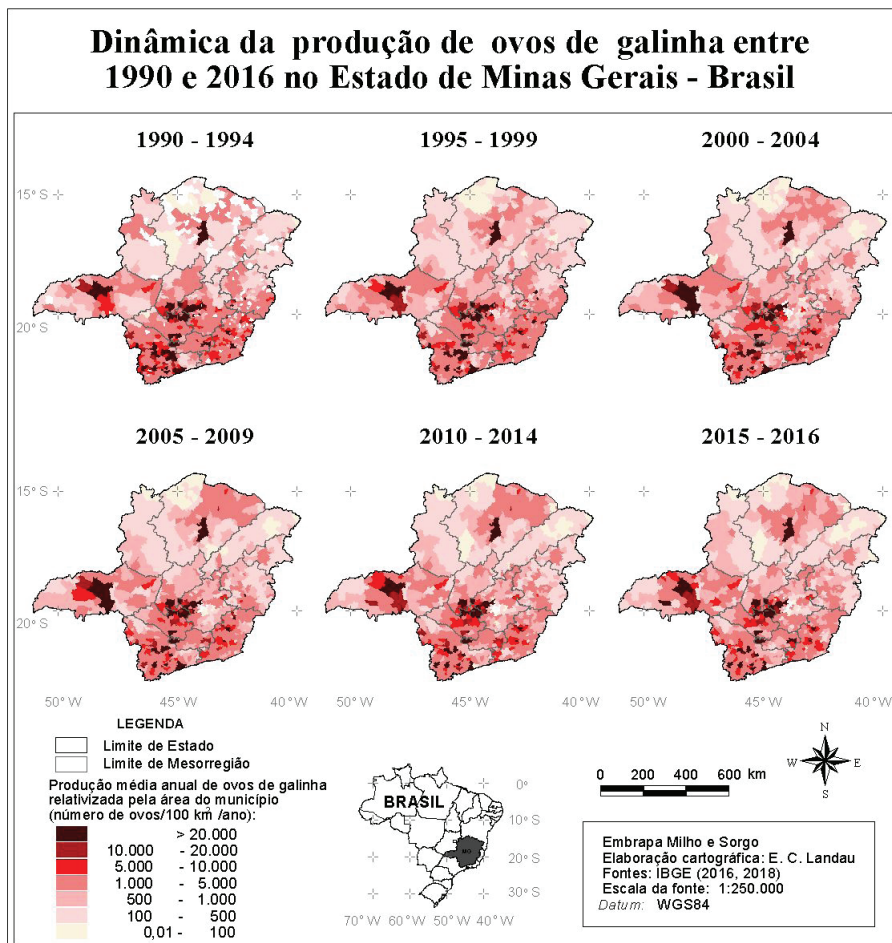 Dinâmica da produção de ovos de galinha entre
1990 e 2016 no Estado de Minas Gerais - Brasil
1990 - 1994
1995 - 1999
2000 - 2004
15° S
20° S
2005 - 2009
2010 - 2014
2015 - 2016
15° S
20° S
50° W
45° W
40° W
50° W
45° W
40° W
50° W
45° W
40° W
LEGENDA
Limite de Estado
Limite de Mesorregião
Produção média anual de ovos de galinha
relativizada pela área do município
(número de ovos/100 km²/ano):
> 20.000
10.000 - 20.000
5.000 - 10.000
1.000 - 5.000
500 - 1.000
100 - 500
0,01 - 100
BRASIL
MG
0°
10° S
20° S
30° S
70° W 60° W 50° W 40° W
N
W E
S
0 200 400 600 km
Embrapa Milho e Sorgo
Elaboração cartográfica: E. C. Landau
Fontes: IBGE (2016, 2018)
Escala da fonte: 1:250.000
Datum: WGS84